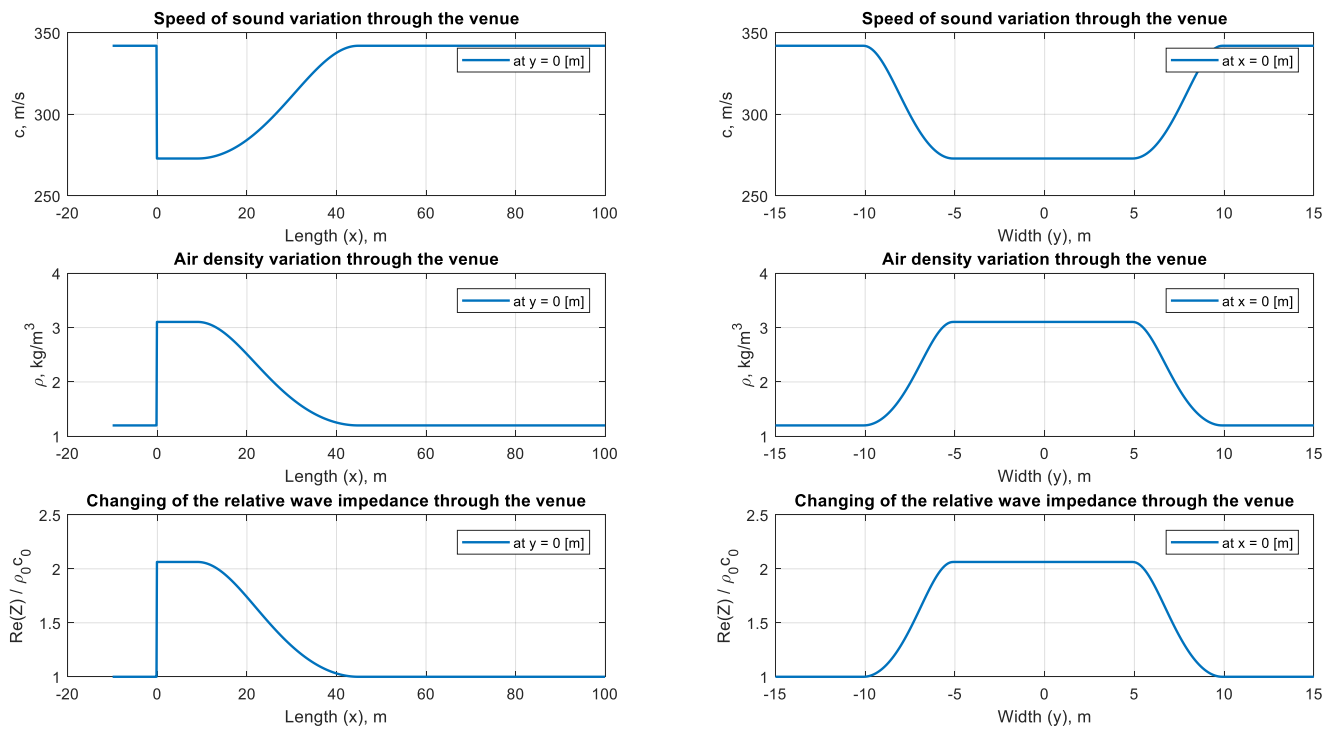 Speed of sound variation through the venue
350
300
250
c, m/s
at y = 0 [m]
-20 0 20 40 60 80 100
Length (x), m
Speed of sound variation through the venue
350
300
250
c, m/s
at x = 0 [m]
-15 -10 -5 0 5 10 15
Width (y), m
Air density variation through the venue
4
3
2
1
ρ, kg/m³
at y = 0 [m]
-20 0 20 40 60 80 100
Length (x), m
Air density variation through the venue
4
3
2
1
ρ, kg/m³
at x = 0 [m]
-15 -10 -5 0 5 10 15
Width (y), m
Changing of the relative wave impedance through the venue
2.5
2
1.5
1
Re(Z) / ρ₀c₀
at y = 0 [m]
-20 0 20 40 60 80 100
Length (x), m
Changing of the relative wave impedance through the venue
2.5
2
1.5
1
Re(Z) / ρ₀c₀
at x = 0 [m]
-15 -10 -5 0 5 10 15
Width (y), m